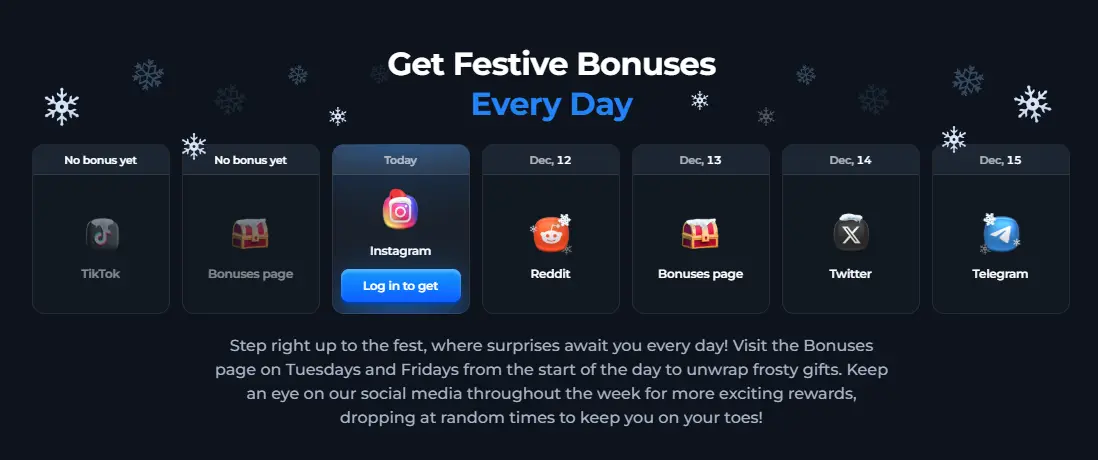 Get Festive Bonuses
Every Day
No bonus yet
TikTok
No bonus yet
Bonuses page
Today
Instagram
Log in to get
Dec, 12
Reddit
Dec, 13
Bonuses page
Dec, 14
Twitter
Dec, 15
Telegram
Step right up to the fest, where surprises await you every day! Visit the Bonuses
page on Tuesdays and Fridays from the start of the day to unwrap frosty gifts. Keep
an eye on our social media throughout the week for more exciting rewards,
dropping at random times to keep you on your toes!